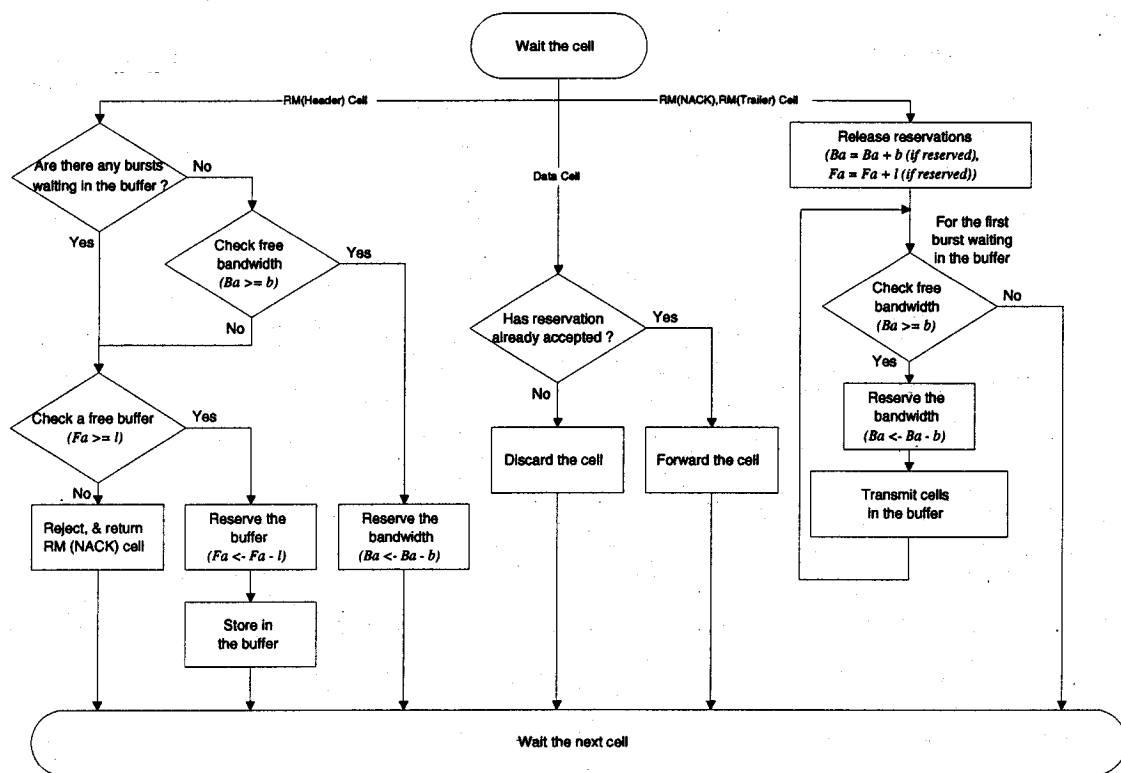 Wait the cell
RM(Header) Cell
RM(NACK),RM(Trailer) Cell
Are there any bursts
waiting in the buffer ?
No
Yes
Check free
bandwidth
(Ba >= b)
Yes
No
Check a free buffer
(Fa >= l)
Yes
No
Reject, & return
RM (NACK) cell
Reserve the
buffer
(Fa <- Fa - l)
Store in
the buffer
Reserve the
bandwidth
(Ba <- Ba - b)
Data Cell
Has reservation
already accepted ?
Yes
No
Discard the cell
Forward the cell
Release reservations
(Ba = Ba + b (if reserved),
Fa = Fa + l (if reserved))
For the first
burst waiting
in the buffer
Check free
bandwidth
(Ba >= b)
No
Yes
Reserve the
bandwidth
(Ba <- Ba - b)
Transmit cells
in the buffer
Wait the next cell